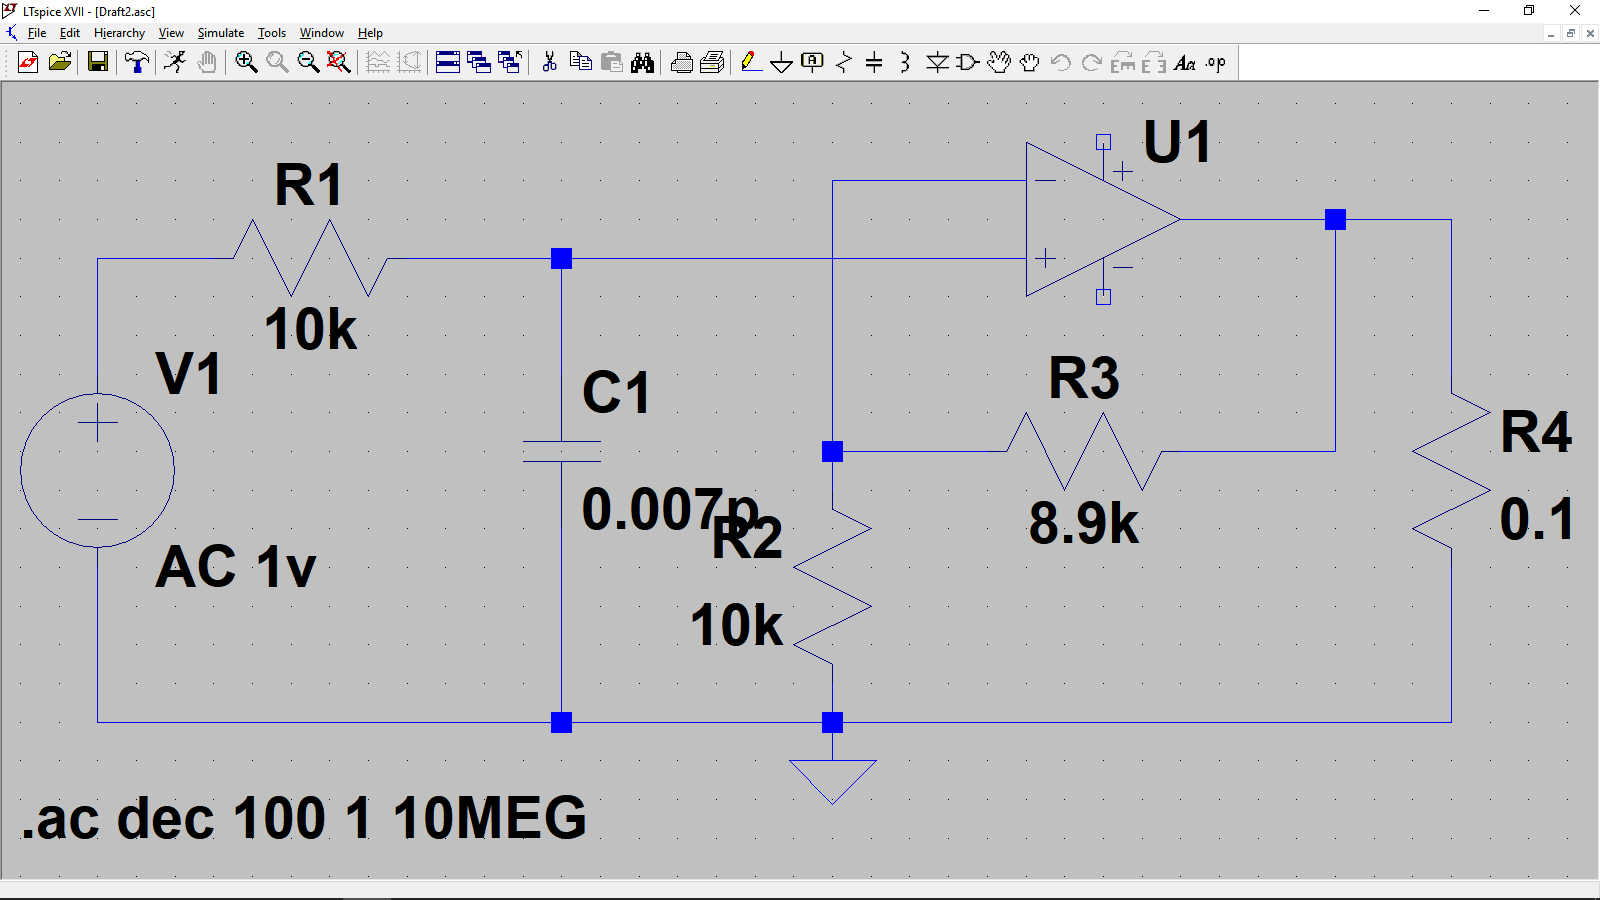 LTspice XVII - [Draft2.asc]
File Edit Hierarchy View Simulate Tools Window Help
U1
R1
10k
V1
AC 1v
C1
0.007p
R2
10k
R3
8.9k
R4
0.1
.ac dec 100 1 10MEG